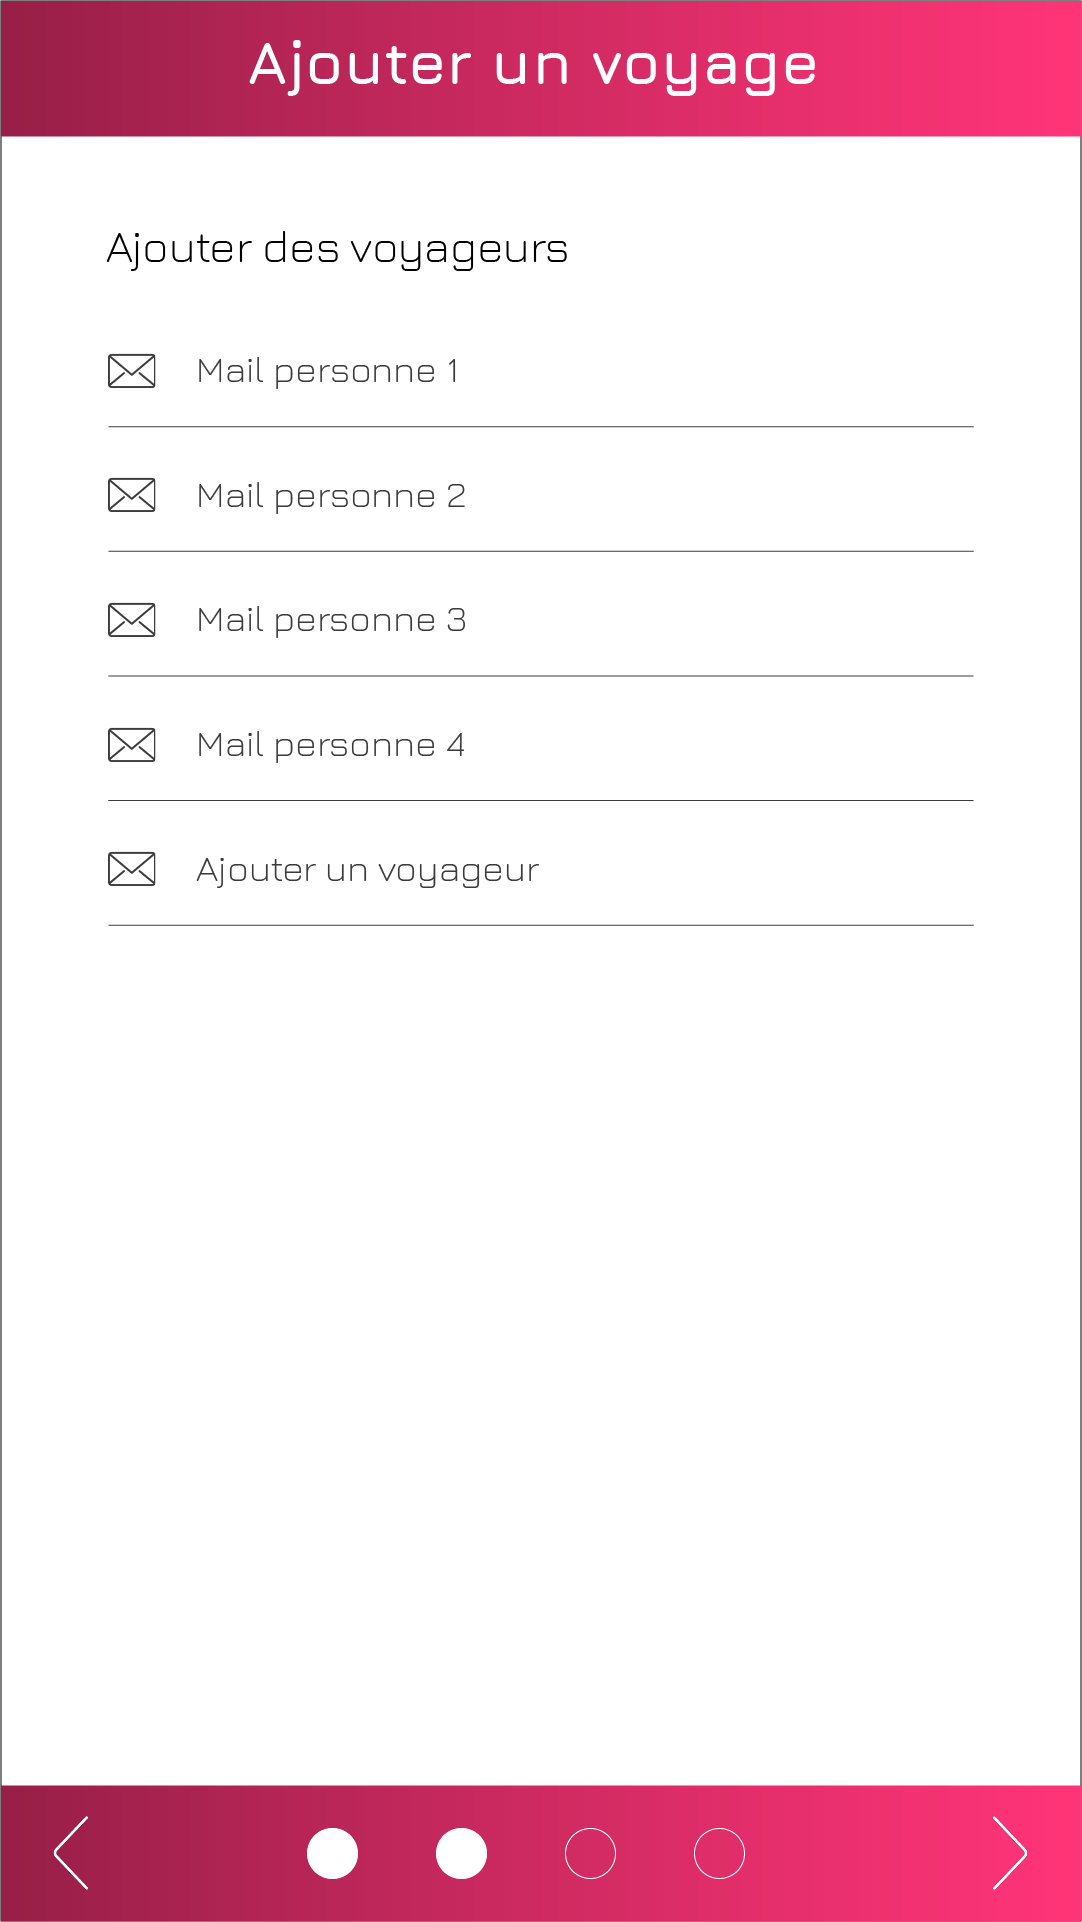 Ajouter un voyage
Ajouter des voyageurs
Mail personne 1
Mail personne 2
Mail personne 3
Mail personne 4
Ajouter un voyageur